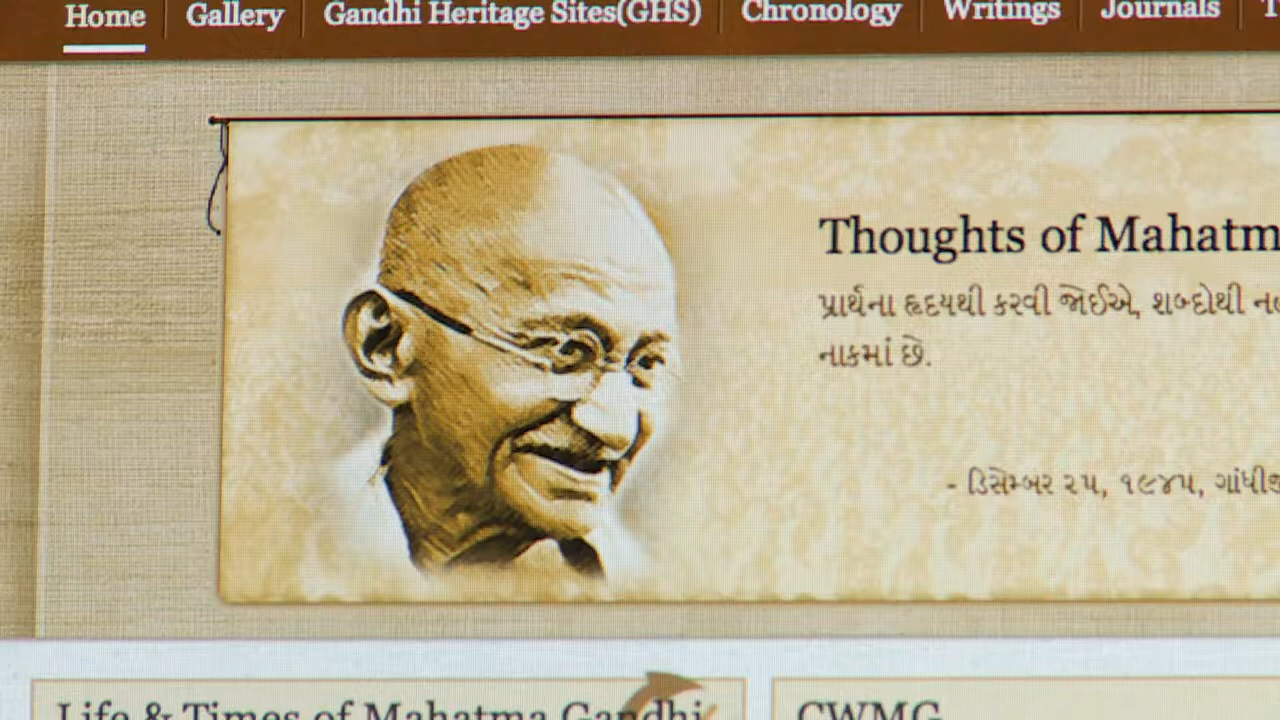 Home Gallery Gandhi Heritage Sites(GHS) Chronology Writings Journals
Thoughts of Mahatm
પ્રાર્થના હૃદયથી કરવી જોઈએ, શબ્દોથી
નાકમાં છે.
- ડિસેમ્બર ૨૫, ૧૯૪૫,
Life & Times of Mahatma Gandhi
CWMG